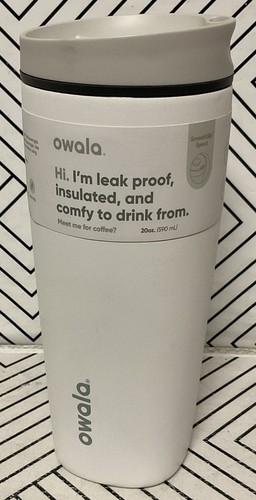 owala®
Hi. I'm leak proof,
insulated, and
comfy to drink from.
Meet me for coffee?
20oz. (590 mL)
owala®